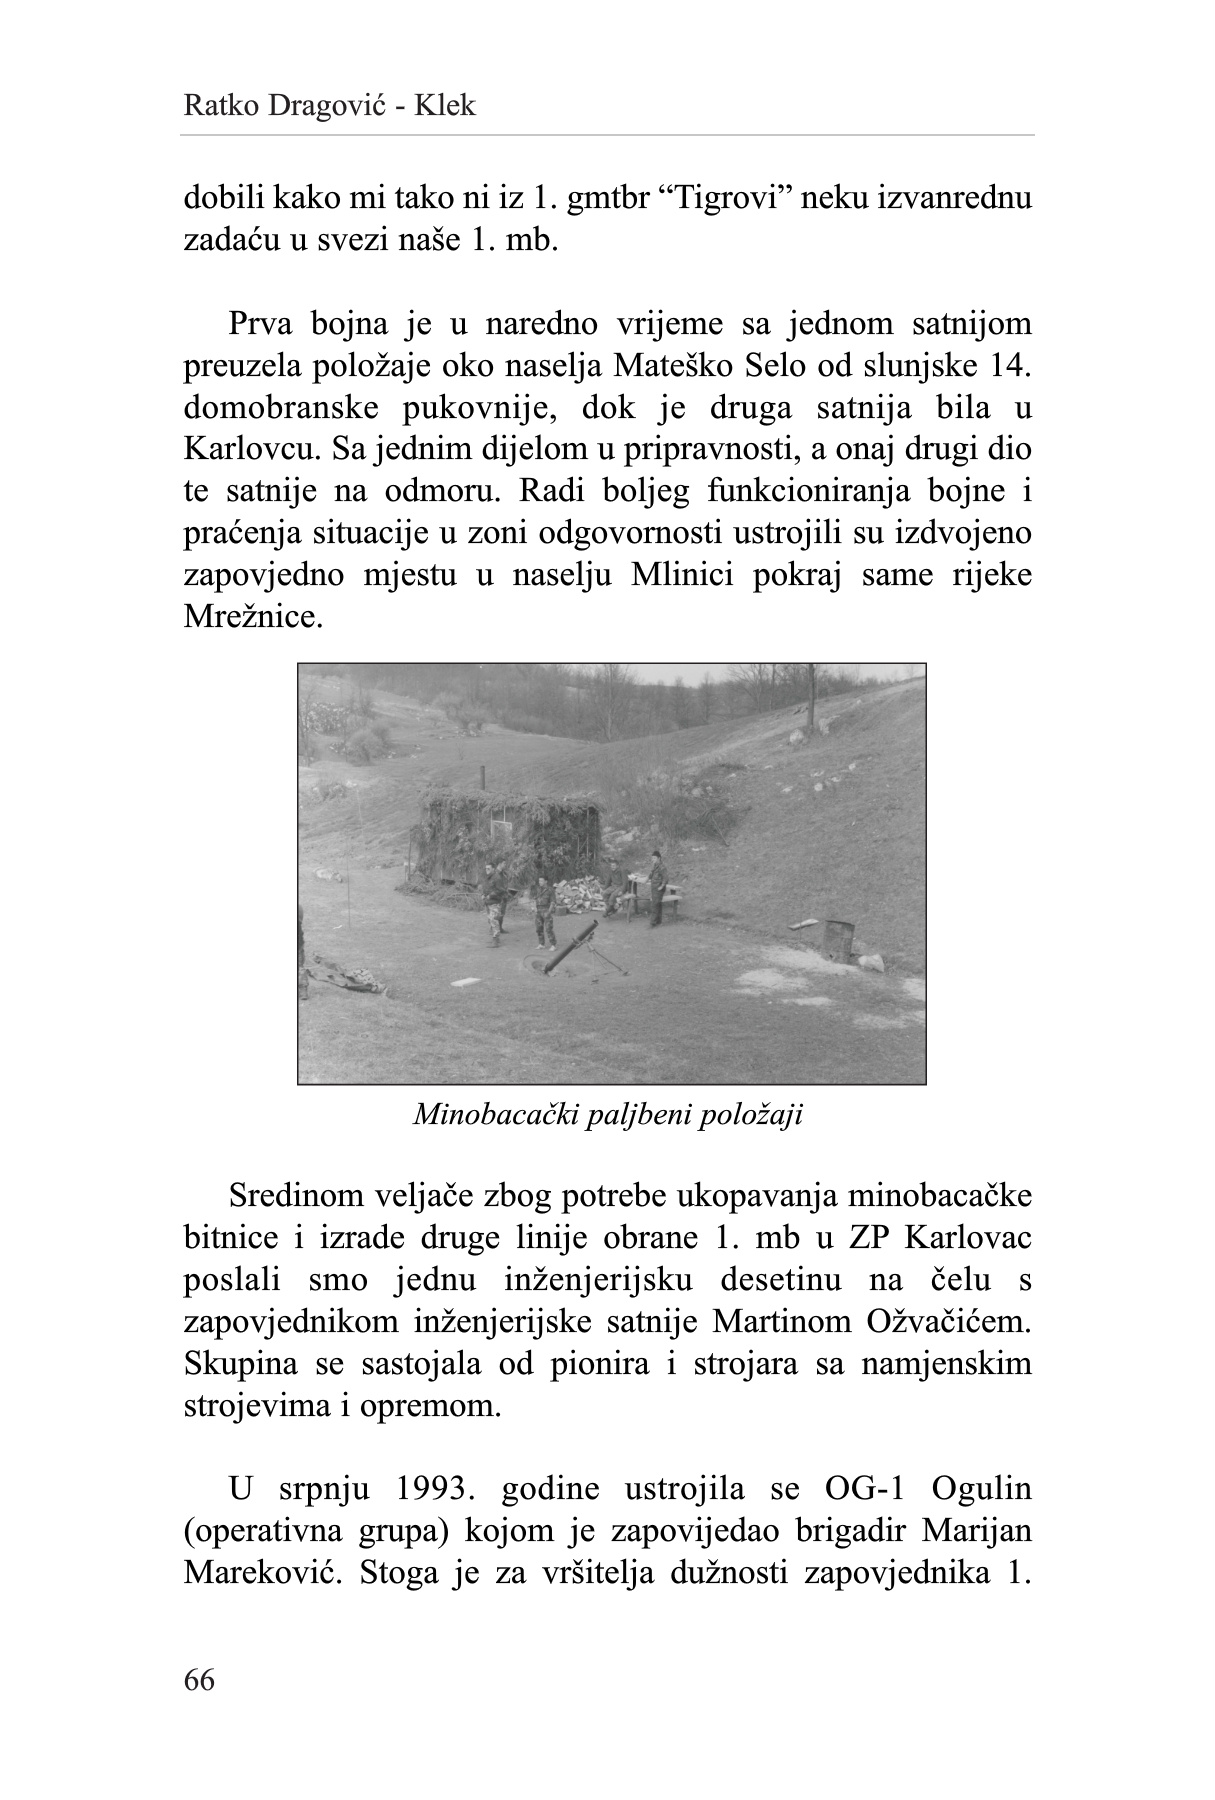 Ratko Dragović - Klek
dobili kako mi tako ni iz 1. gmtbr “Tigrovi” neku izvanrednu
zadaću u svezi naše 1. mb.
Prva bojna je u naredno vrijeme sa jednom satnijom
preuzela položaje oko naselja Mateško Selo od slunjske 14.
domobranske pukovnije, dok je druga satnija bila u
Karlovcu. Sa jednim dijelom u pripravnosti, a onaj drugi dio
te satnije na odmoru. Radi boljeg funkcioniranja bojne i
praćenja situacije u zoni odgovornosti ustrojili su izdvojeno
zapovjedno mjestu u naselju Mlinici pokraj same rijeke
Mrežnice.
Minobacački paljbeni položaji
Sredinom veljače zbog potrebe ukopavanja minobacačke
bitnice i izrade druge linije obrane 1. mb u ZP Karlovac
poslali smo jednu inženjerijsku desetinu na čelu s
zapovjednikom inženjerijske satnije Martinom Ožvačićem.
Skupina se sastojala od pionira i strojara sa namjenskim
strojevima i opremom.
U srpnju 1993. godine ustrojila se OG-1 Ogulin
(operativna grupa) kojom je zapovijedao brigadir Marijan
Mareković. Stoga je za vršitelja dužnosti zapovjednika 1.
66